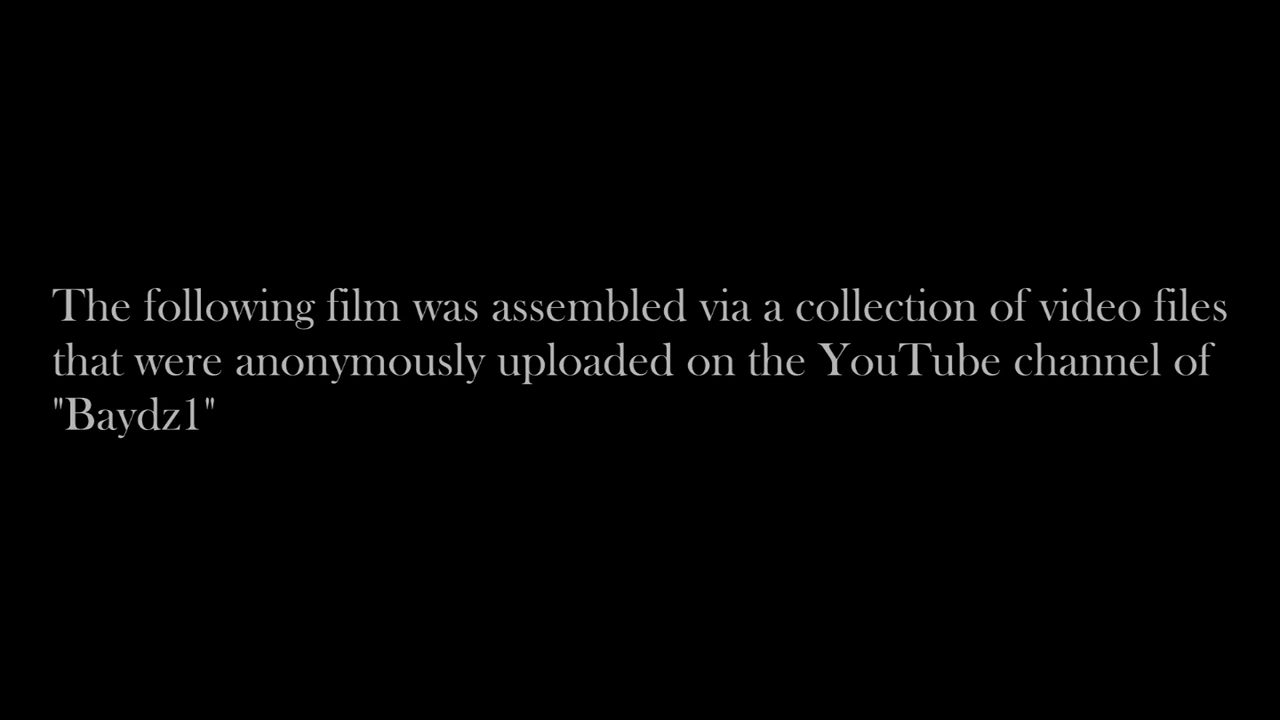 The following film was assembled via a collection of video files
that were anonymously uploaded on the YouTube channel of
"Baydz1"